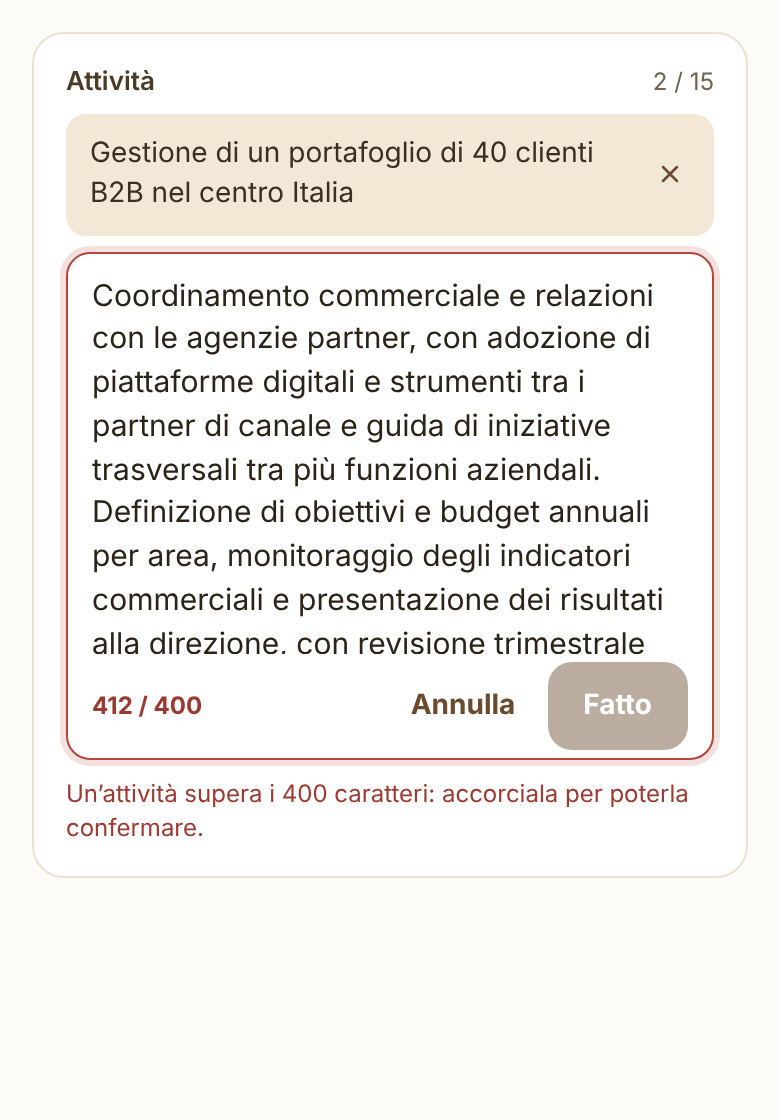 Attività
2 / 15
Gestione di un portafoglio di 40 clienti
B2B nel centro Italia
Coordinamento commerciale e relazioni
con le agenzie partner, con adozione di
piattaforme digitali e strumenti tra i
partner di canale e guida di iniziative
trasversali tra più funzioni aziendali.
Definizione di obiettivi e budget annuali
per area, monitoraggio degli indicatori
commerciali e presentazione dei risultati
alla direzione, con revisione trimestrale
412 / 400
Annulla
Fatto
Un’attività supera i 400 caratteri: accorciala per poterla
confermare.